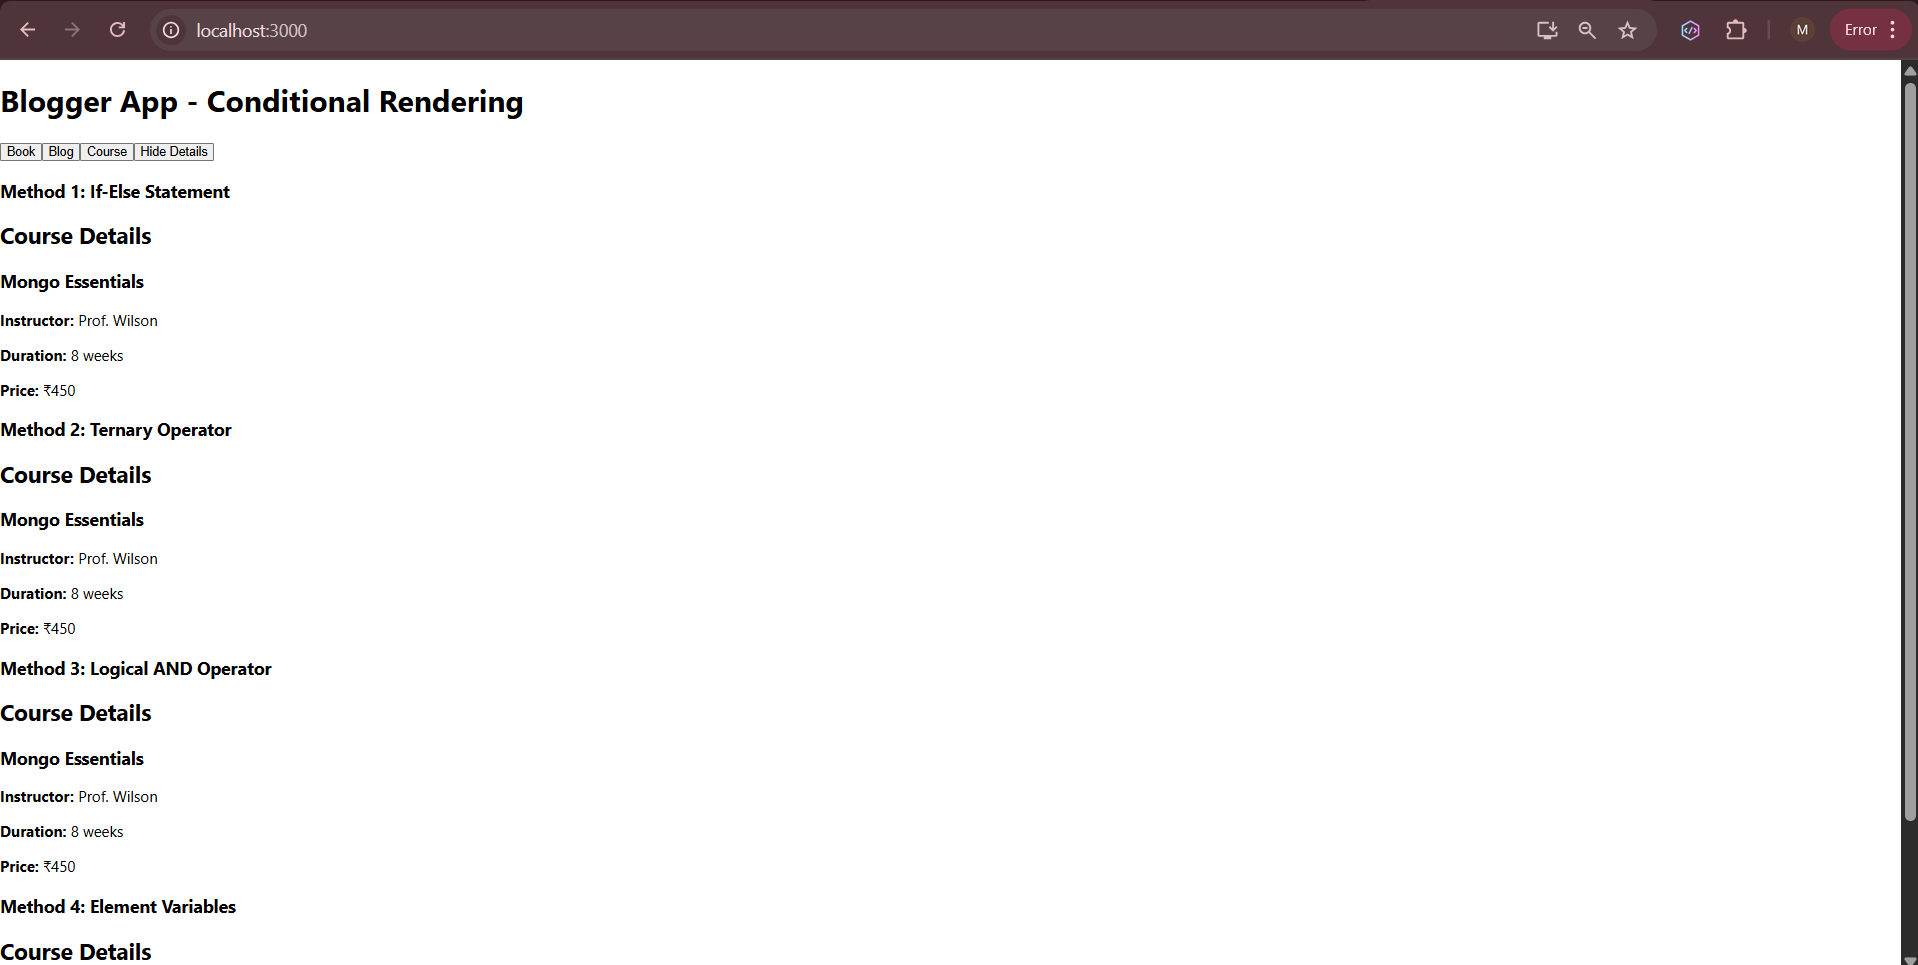 localhost:3000
M
Error
Blogger App - Conditional Rendering
Book Blog Course Hide Details
Method 1: If-Else Statement
Course Details
Mongo Essentials
Instructor: Prof. Wilson
Duration: 8 weeks
Price: ₹450
Method 2: Ternary Operator
Course Details
Mongo Essentials
Instructor: Prof. Wilson
Duration: 8 weeks
Price: ₹450
Method 3: Logical AND Operator
Course Details
Mongo Essentials
Instructor: Prof. Wilson
Duration: 8 weeks
Price: ₹450
Method 4: Element Variables
Course Details